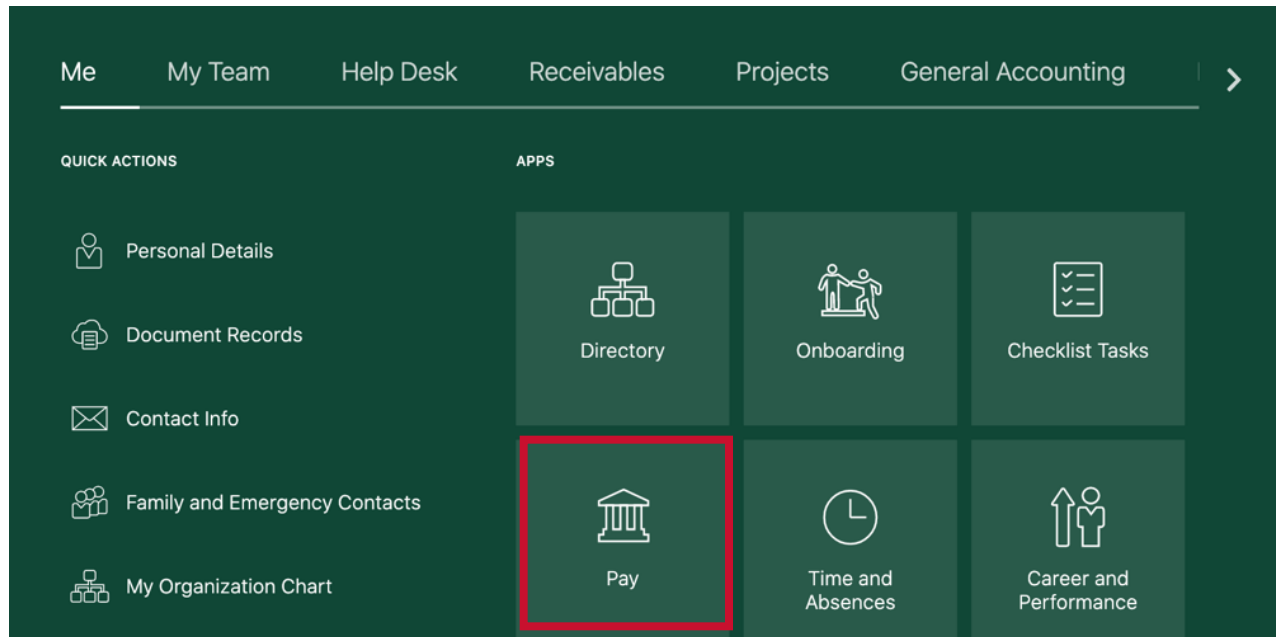 Me My Team Help Desk Receivables Projects General Accounting
QUICK ACTIONS
Personal Details
Document Records
Contact Info
Family and Emergency Contacts
My Organization Chart
APPS
Directory
Onboarding
Checklist Tasks
Pay
Time and
Absences
Career and
Performance